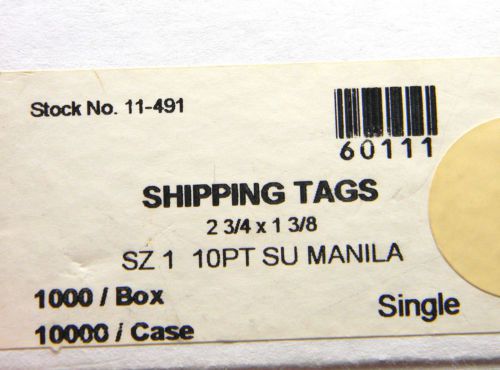 Stock No. 11-491
60111
SHIPPING TAGS
2 3/4 x 1 3/8
SZ 1 10PT SU MANILA
1000 / Box
10000 / Case
Single